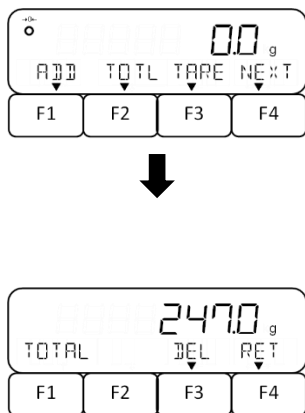 →0←
0.0 g
ADD TOTL TARE NEXT
F1 F2 F3 F4
247.0 g
TOTAL DEL RET
F1 F2 F3 F4